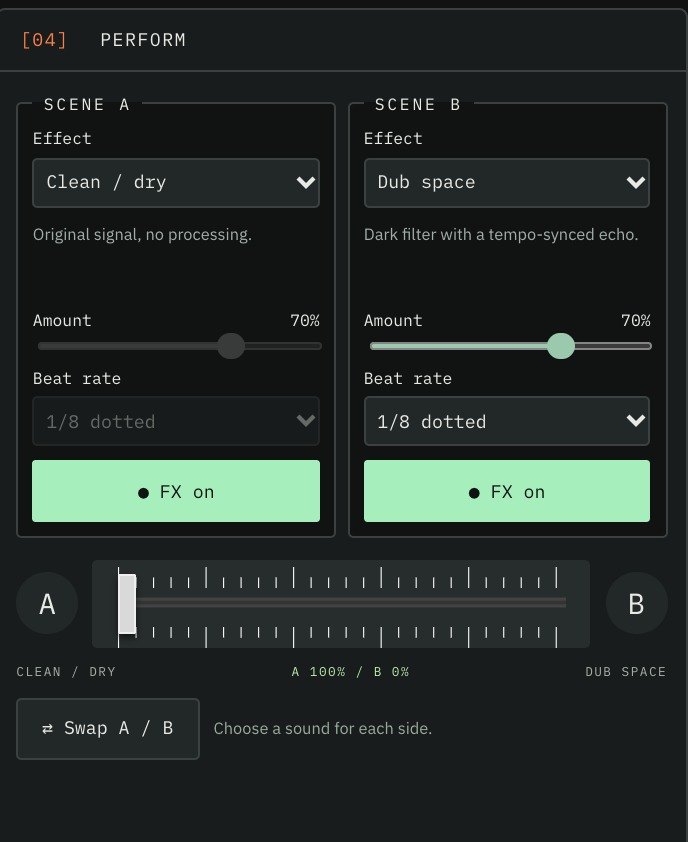 [04] PERFORM
SCENE A
Effect
Clean / dry
Original signal, no processing.
Amount 70%
Beat rate
1/8 dotted
● FX on
SCENE B
Effect
Dub space
Dark filter with a tempo-synced echo.
Amount 70%
Beat rate
1/8 dotted
● FX on
A
B
CLEAN / DRY
A 100% / B 0%
DUB SPACE
⇄ Swap A / B
Choose a sound for each side.